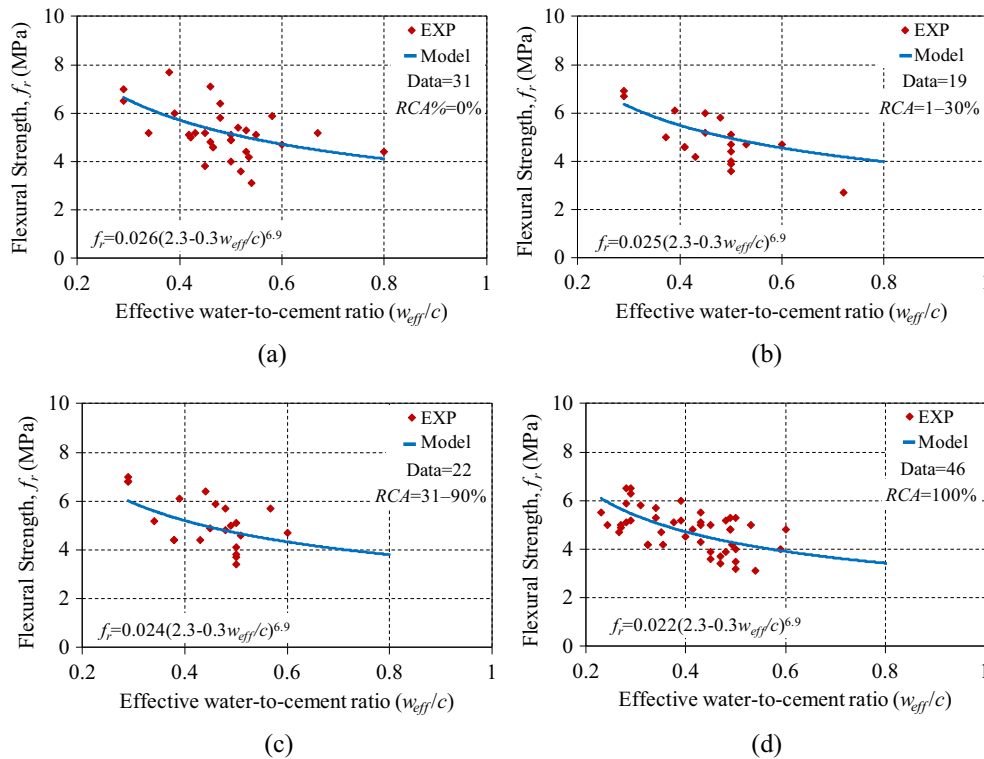 10
8
6
4
2
0
0.2
0.4
0.6
0.8
1
Flexural Strength, fr (MPa)
EXP
Model
Data=31
RCA%=0%
fr=0.026(2.3-0.3weff/c)6.9
Effective water-to-cement ratio (weff/c)
(a)
10
8
6
4
2
0
0.2
0.4
0.6
0.8
1
Flexural Strength, fr (MPa)
EXP
Model
Data=19
RCA=1–30%
fr=0.025(2.3-0.3weff/c)6.9
Effective water-to-cement ratio (weff/c)
(b)
10
8
6
4
2
0
0.2
0.4
0.6
0.8
1
Flexural Strength, fr (MPa)
EXP
Model
Data=22
RCA=31–90%
fr=0.024(2.3-0.3weff/c)6.9
Effective water-to-cement ratio (weff/c)
(c)
10
8
6
4
2
0
0.2
0.4
0.6
0.8
1
Flexural Strength, fr (MPa)
EXP
Model
Data=46
RCA=100%
fr=0.022(2.3-0.3weff/c)6.9
Effective water-to-cement ratio (weff/c)
(d)